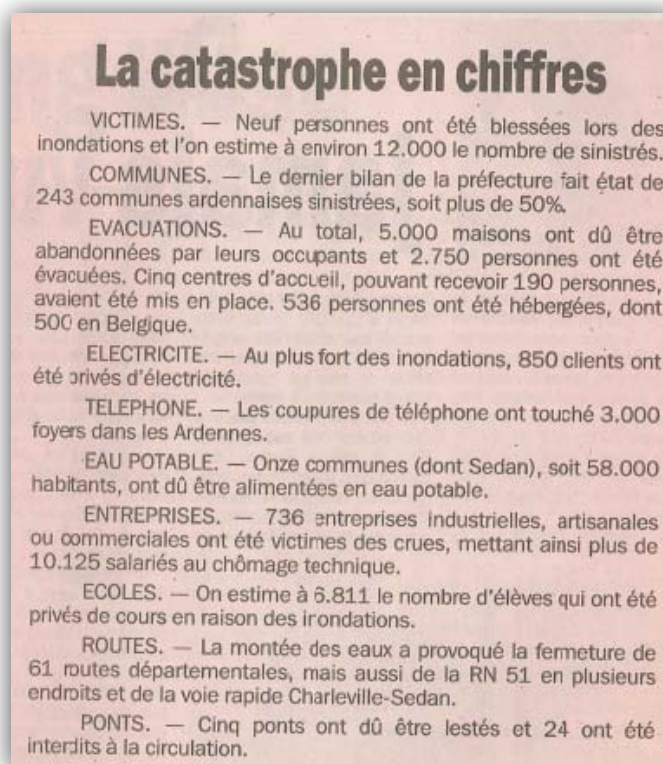 La catastrophe en chiffres
VICTIMES. — Neuf personnes ont été blessées lors des
inondations et l'on estime à environ 12.000 le nombre de sinistrés.
COMMUNES. — Le dernier bilan de la préfecture fait état de
243 communes ardennaises sinistrées, soit plus de 50%.
EVACUATIONS. — Au total, 5.000 maisons ont dû être
abandonnées par leurs occupants et 2.750 personnes ont été
évacuées. Cinq centres d'accueil, pouvant recevoir 190 personnes,
avaient été mis en place. 536 personnes ont été hébergées, dont
500 en Belgique.
ELECTRICITE. — Au plus fort des inondations, 850 clients ont
été privés d'électricité.
TELEPHONE. — Les coupures de téléphone ont touché 3.000
foyers dans les Ardennes.
EAU POTABLE. — Onze communes (dont Sedan), soit 58.000
habitants, ont dû être alimentées en eau potable.
ENTREPRISES. — 736 entreprises industrielles, artisanales
ou commerciales ont été victimes des crues, mettant ainsi plus de
10.125 salariés au chômage technique.
ECOLES. — On estime à 6.811 le nombre d'élèves qui ont été
privés de cours en raison des inondations.
ROUTES. — La montée des eaux a provoqué la fermeture de
61 routes départementales, mais aussi de la RN 51 en plusieurs
endroits et de la voie rapide Charleville-Sedan.
PONTS. — Cinq ponts ont dû être lestés et 24 ont été
interdits à la circulation.